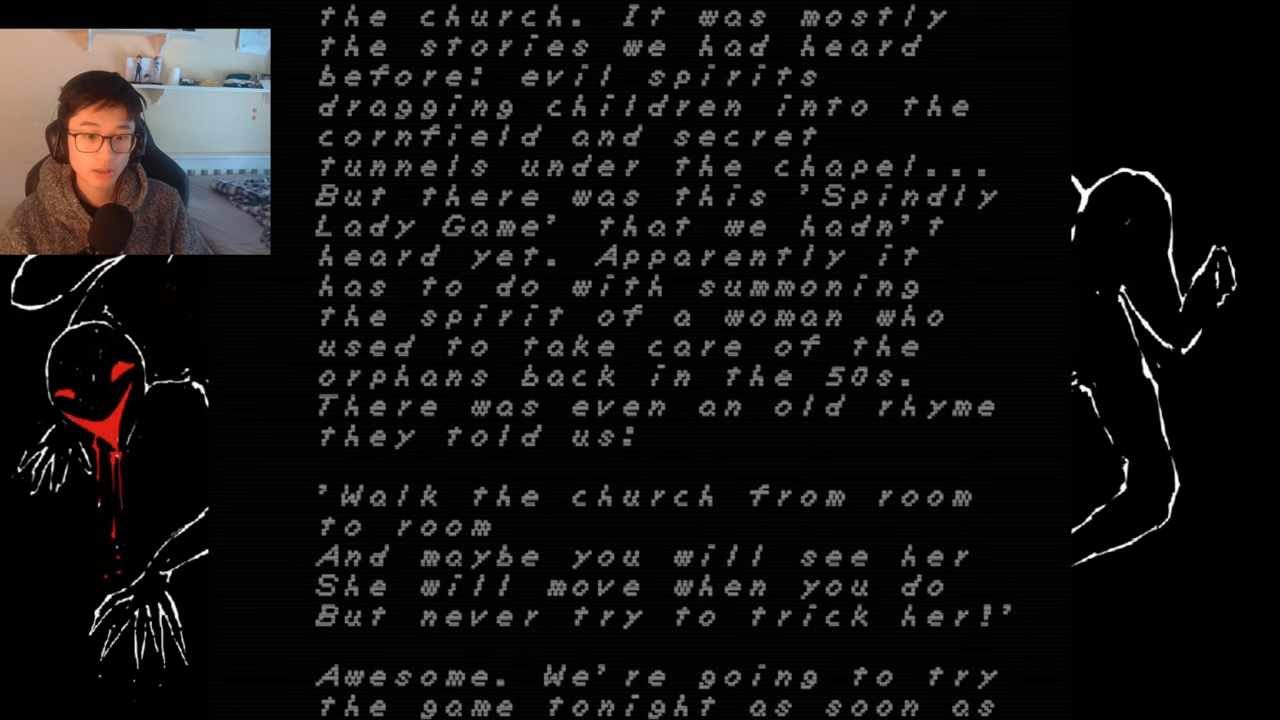 the church. It was mostly
the stories we had heard
before: evil spirits
dragging children into the
cornfield and secret
tunnels under the chapel...
But there was this 'Spindly
Lady Game' that we hadn't
heard yet. Apparently it
has to do with summoning
the spirit of a woman who
used to take care of the
orphans back in the 50s.
There was even an old rhyme
they told us:
'Walk the church from room
to room
And maybe you will see her
She will move when you do
But never try to trick her!'
Awesome. We're going to try
the game tonight as soon as